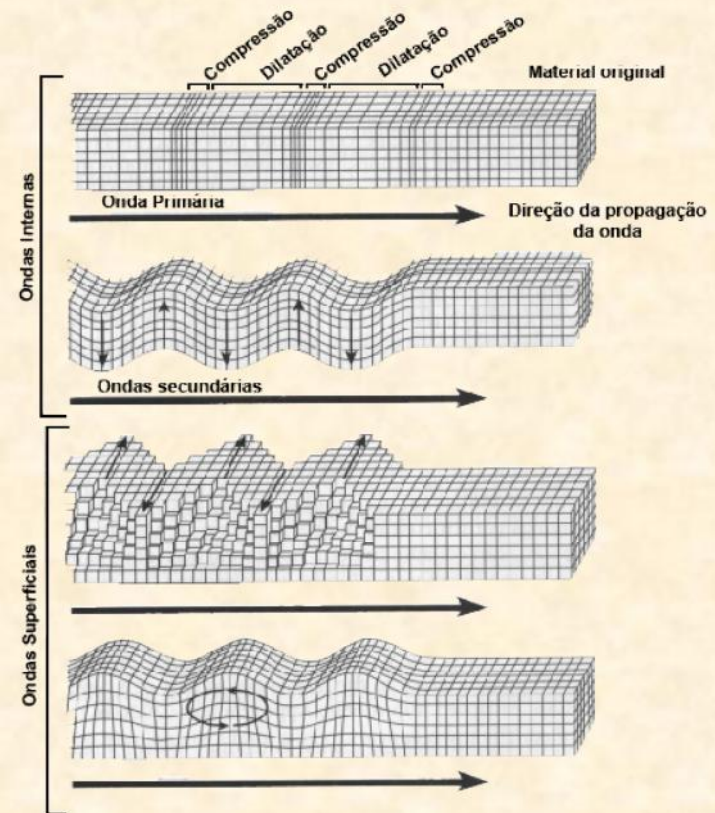 Compressão
Dilatação
Compressão
Dilatação
Compressão
Material original
Ondas Internas
Onda Primária
Direção da propagação
da onda
Ondas secundárias
Ondas Superficiais